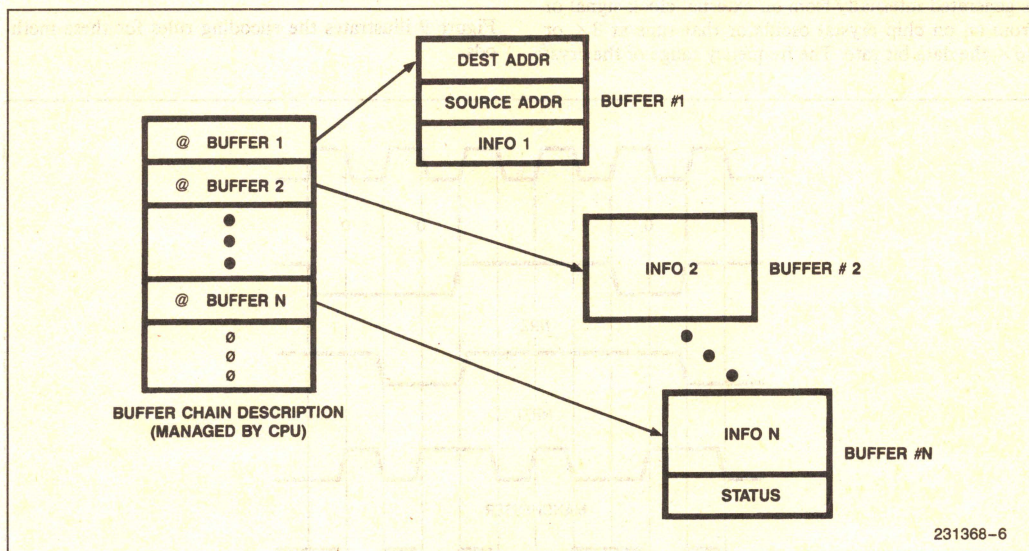 DEST ADDR
SOURCE ADDR
INFO 1
BUFFER #1
@ BUFFER 1
@ BUFFER 2
@ BUFFER N
Ø
Ø
Ø
BUFFER CHAIN DESCRIPTION
(MANAGED BY CPU)
INFO 2
BUFFER # 2
INFO N
STATUS
BUFFER #N
231368–6